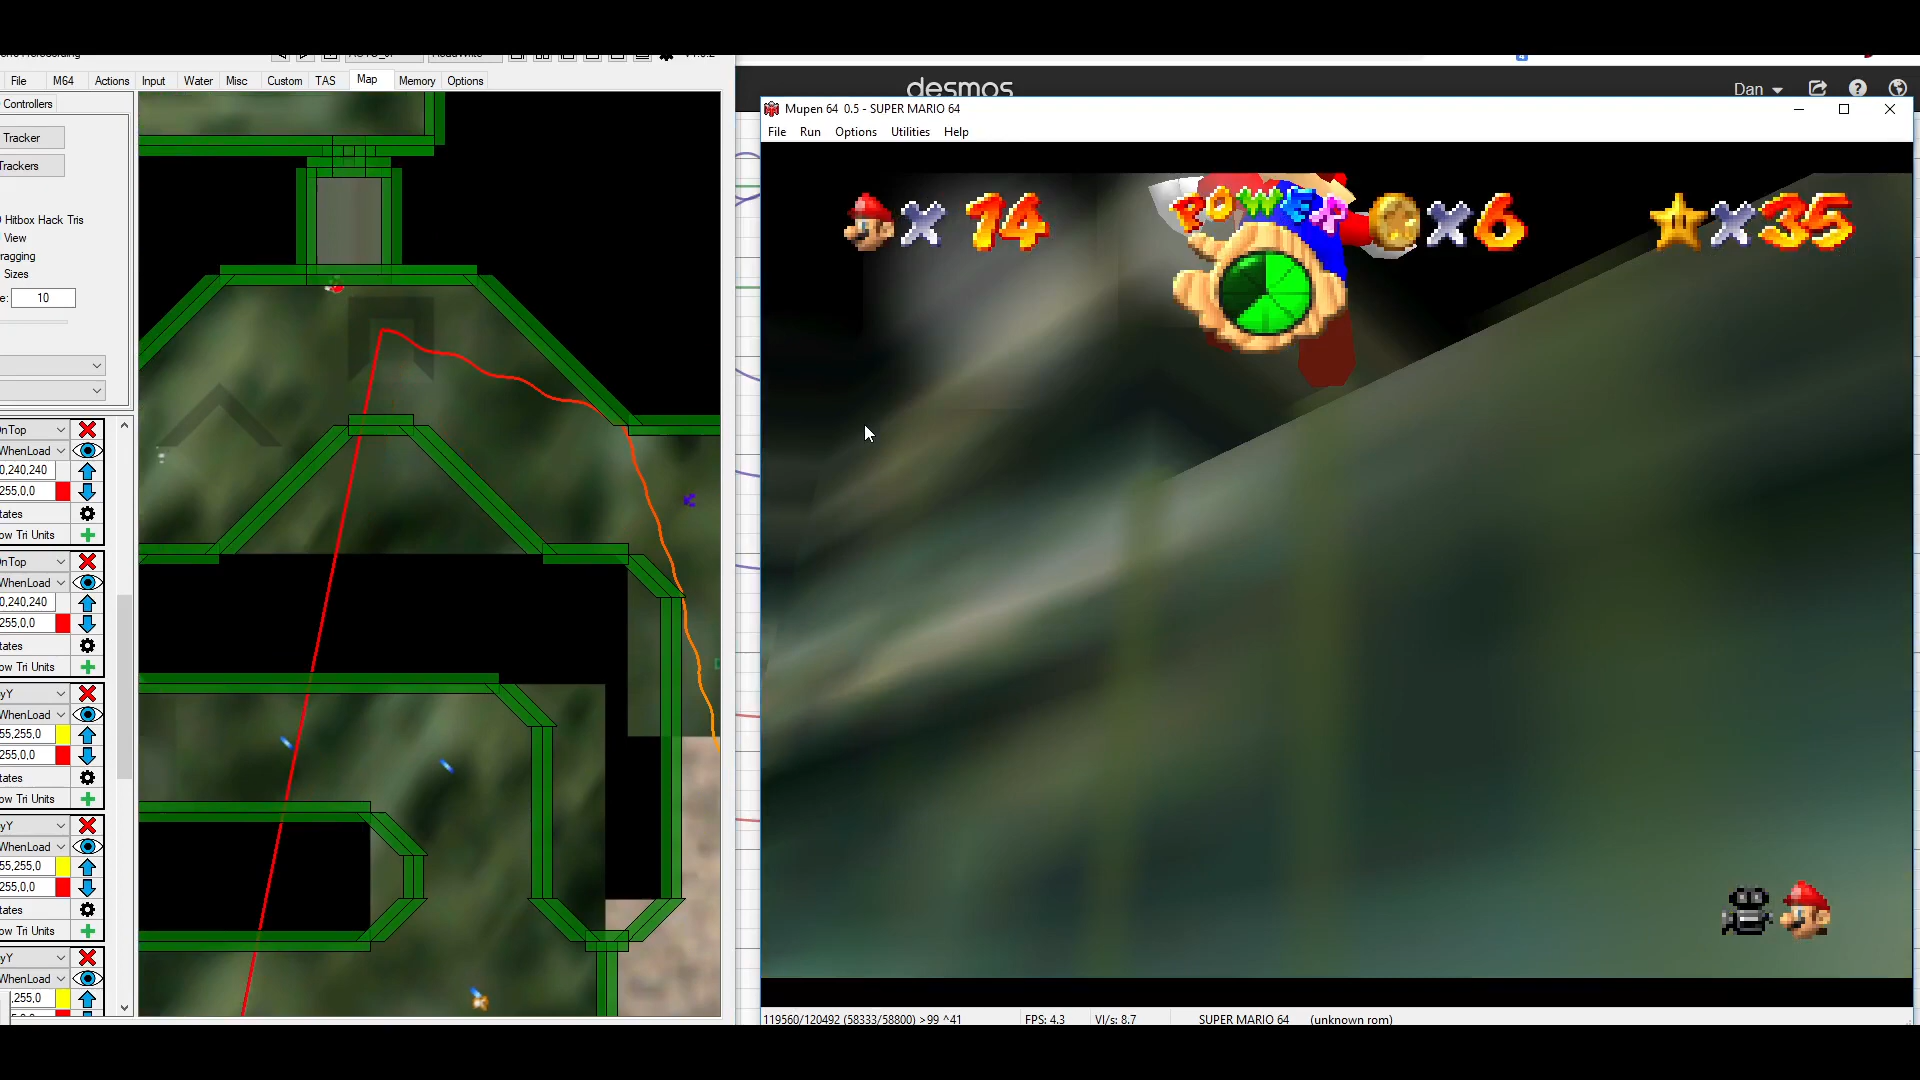 File M64 Actions Input Water Misc Custom TAS Map Memory Options
Controllers
Tracker
Trackers
Hitbox Hack Tris
View
ragging
Sizes
e: 10
nTop
WhenLoad
0,240,240
255,0,0
tates
ow Tri Units
nTop
WhenLoad
0,240,240
255,0,0
tates
ow Tri Units
yY
WhenLoad
55,255,0
255,0,0
tates
ow Tri Units
yY
WhenLoad
55,255,0
255,0,0
tates
ow Tri Units
yY
WhenLoad
,255,0
desmos
Dan
Mupen 64 0.5 - SUPER MARIO 64
File Run Options Utilities Help
x 14
POWER
x 6
x 35
119560/120492 (58333/58800) >99 ^41 FPS: 4.3 VI/s: 8.7 SUPER MARIO 64 (unknown rom)